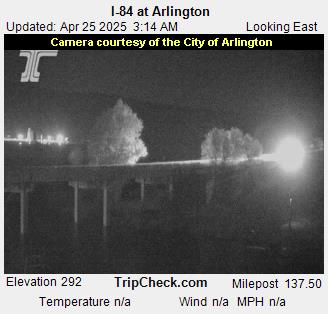 I-84 at Arlington
Updated: Apr 25 2025 3:14 AM Looking East
Camera courtesy of the City of Arlington
Elevation 292 TripCheck.com Milepost 137.50
Temperature n/a Wind n/a MPH n/a